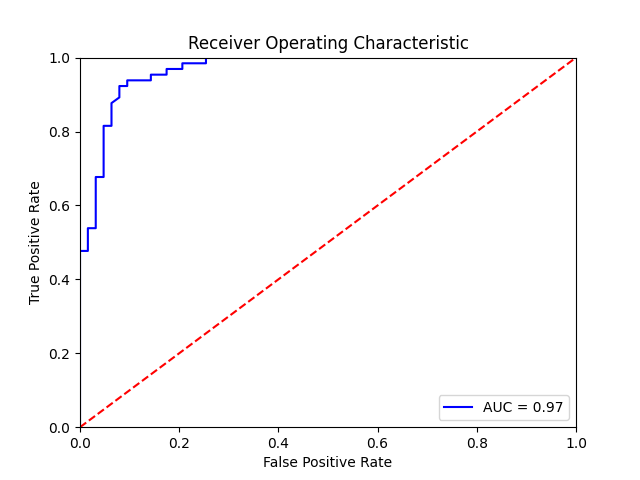 Receiver Operating Characteristic
1.0
0.8
0.6
0.4
0.2
0.0
True Positive Rate
AUC = 0.97
0.0 0.2 0.4 0.6 0.8 1.0
False Positive Rate